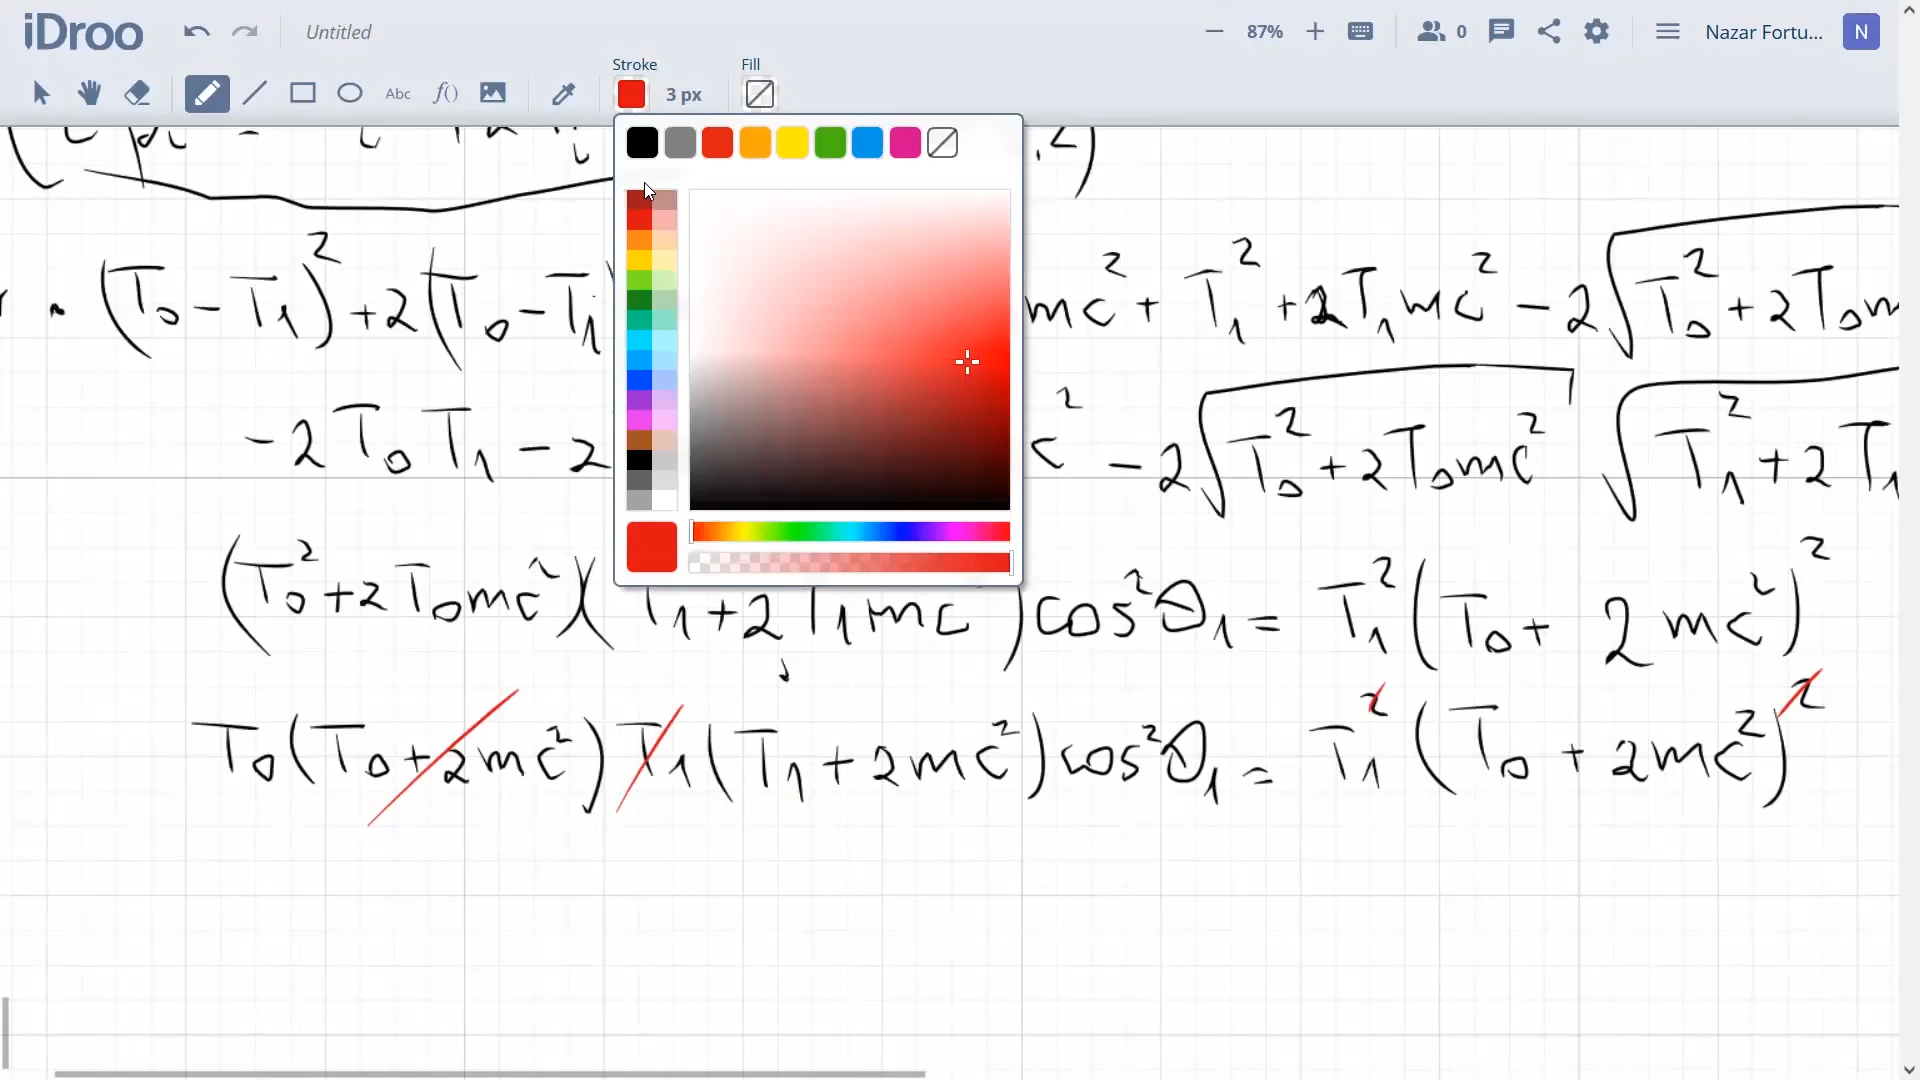 iDroo Untitled 87% 0 Nazar Fortu... N
Stroke Fill
Abc f() 3 px
. (T₀ − T₁)² + 2(T₀ − T₁ mc² + T₁² + 2T₁mc² − 2√T₀² + 2T₀m
− 2T₀T₁ − 2 c² − 2√T₀² + 2T₀mc² √T₁² + 2T₁
(T₀² + 2T₀mc²)( T₁ + 2T₁mc² )cos²θ₁ = T₁²(T₀ + 2mc²)²
T₀(T₀ + 2mc²) T₁(T₁ + 2mc²)cos²θ₁ = T₁² (T₀ + 2mc²)²